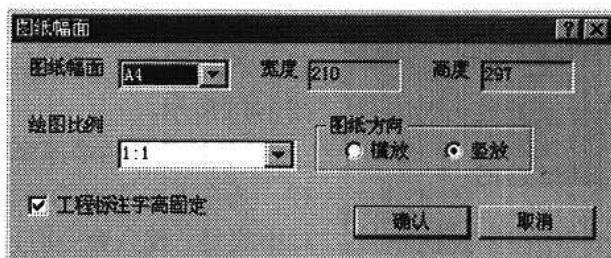 图纸幅面
图纸幅面 A4 宽度 210 高度 297
绘图比例 图纸方向
1:1 横放 竖放
工程标注字高固定
确认 取消